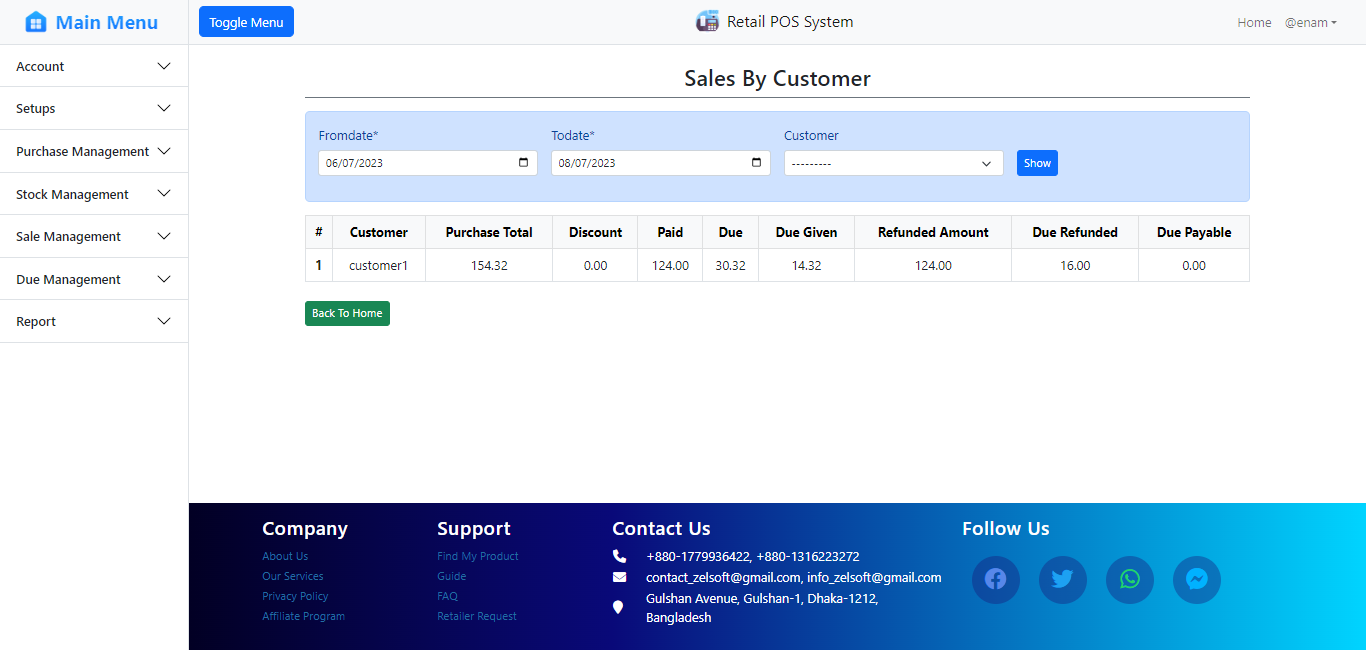 Main Menu
Toggle Menu
Retail POS System
Home @enam
Account
Setups
Purchase Management
Stock Management
Sale Management
Due Management
Report
Sales By Customer
Fromdate* Todate* Customer
06/07/2023 08/07/2023 --------- Show
# Customer Purchase Total Discount Paid Due Due Given Refunded Amount Due Refunded Due Payable
1 customer1 154.32 0.00 124.00 30.32 14.32 124.00 16.00 0.00
Back To Home
Company
About Us
Our Services
Privacy Policy
Affiliate Program
Support
Find My Product
Guide
FAQ
Retailer Request
Contact Us
+880-1779936422, +880-1316223272
contact_zelsoft@gmail.com, info_zelsoft@gmail.com
Gulshan Avenue, Gulshan-1, Dhaka-1212,
Bangladesh
Follow Us